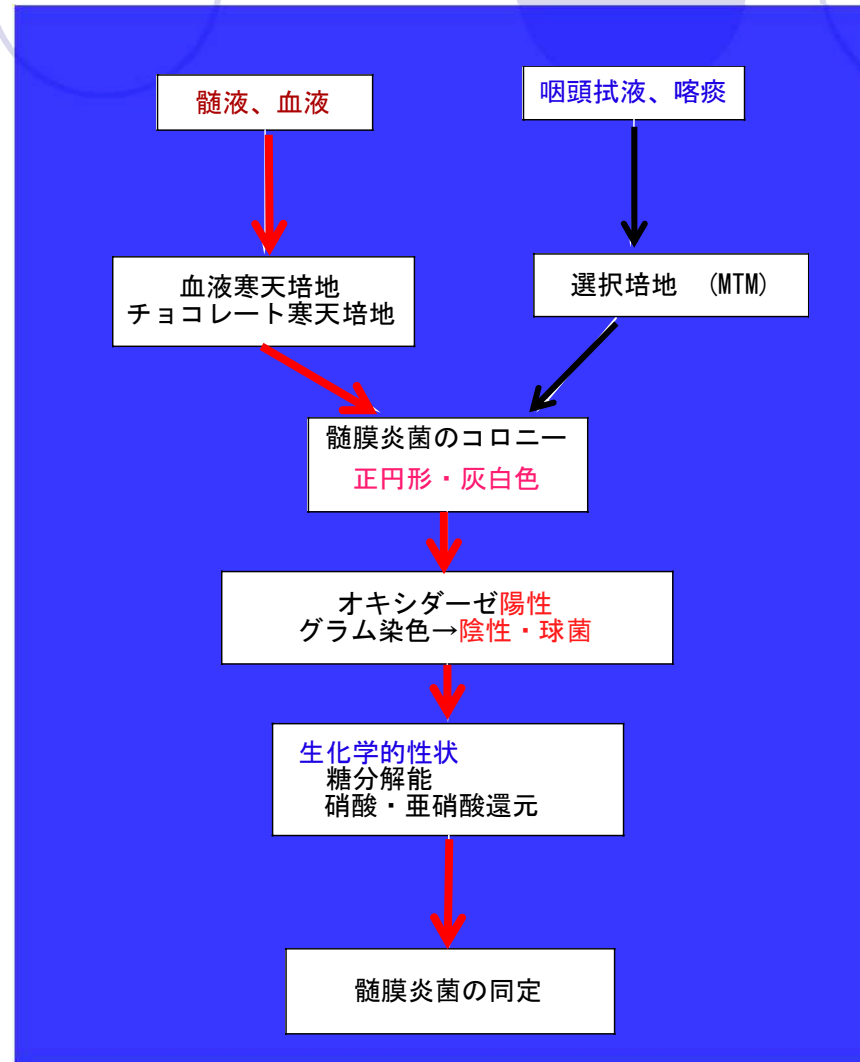 髄液、血液
咽頭拭液、喀痰
血液寒天培地
チョコレート寒天培地
選択培地　(MTM)
髄膜炎菌のコロニー
正円形・灰白色
オキシダーゼ陽性
グラム染色→陰性・球菌
生化学的性状
糖分解能
硝酸・亜硝酸還元
髄膜炎菌の同定